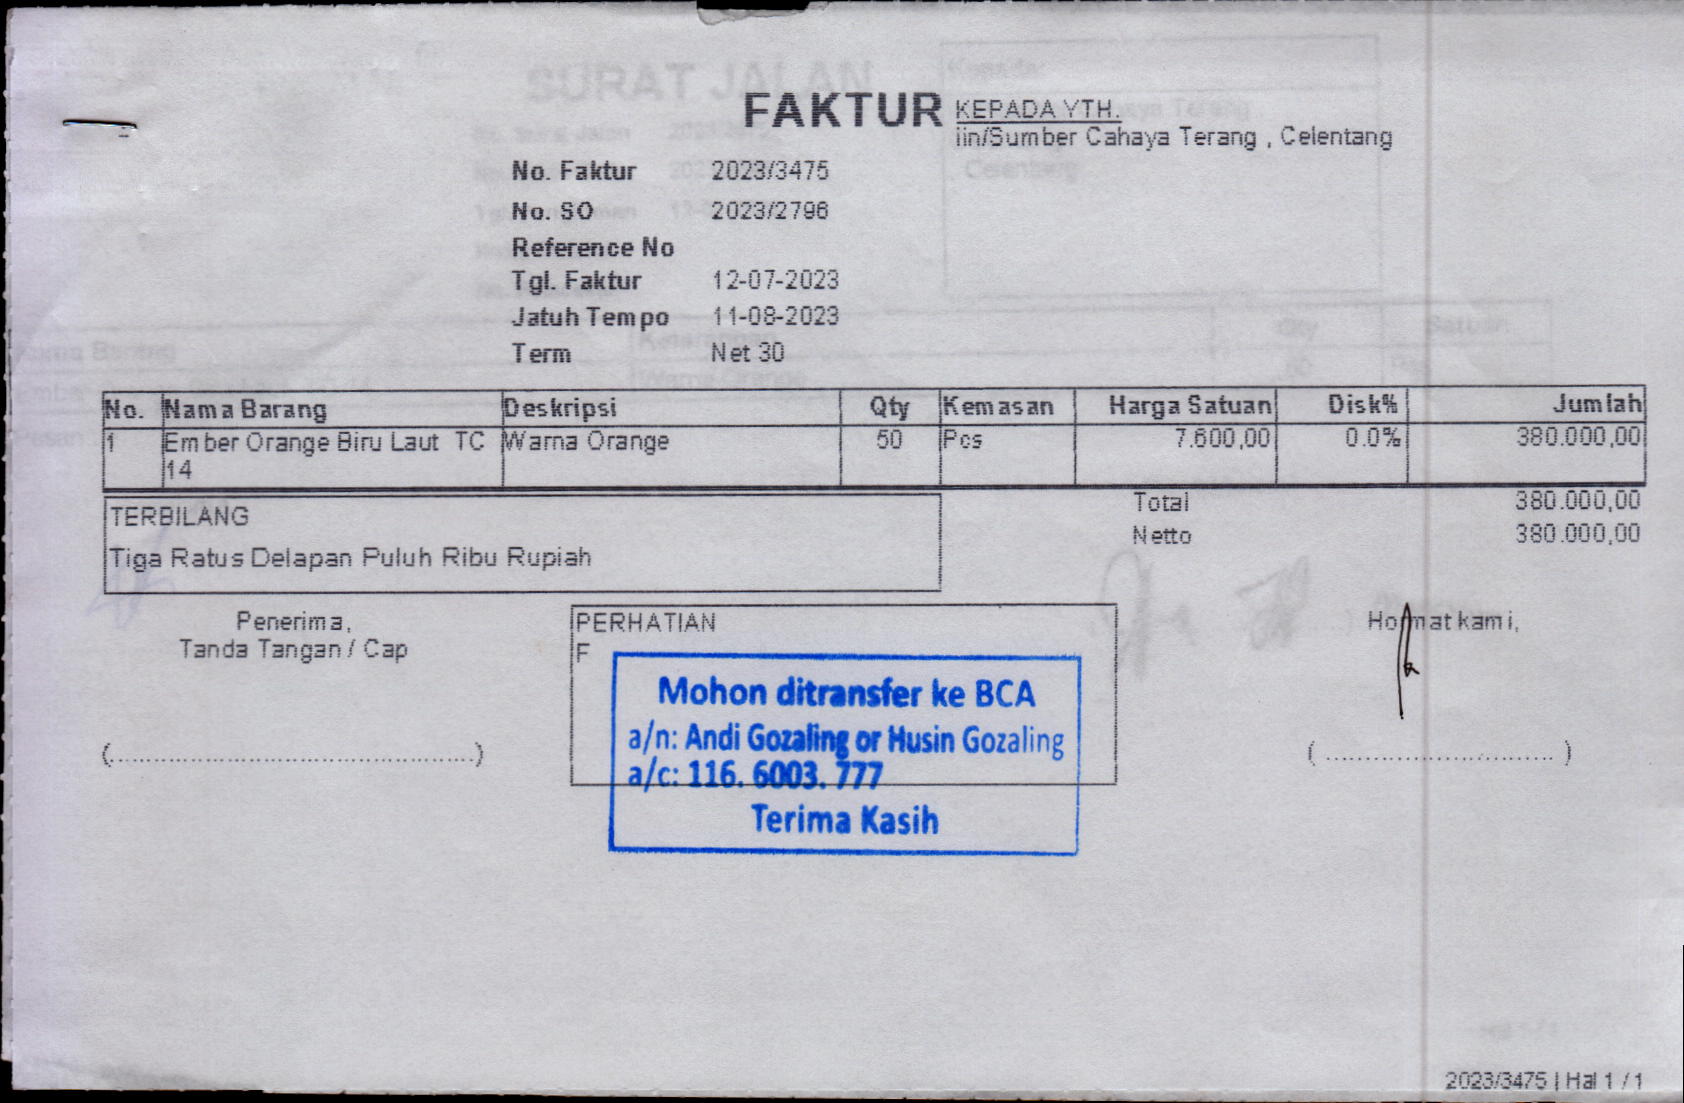 FAKTUR
KEPADA YTH.
iin/Sumber Cahaya Terang , Celentang
No. Faktur 2023/3475
No. SO 2023/2796
Reference No
Tgl. Faktur 12-07-2023
Jatuh Tempo 11-08-2023
Term Net 30
No. Nama Barang Deskripsi Qty Kemasan Harga Satuan Disk% Jumlah
1 Ember Orange Biru Laut TC Warna Orange 50 Pcs 7.600,00 0.0% 380.000,00
14
Total 380.000,00
Netto 380.000,00
TERBILANG
Tiga Ratus Delapan Puluh Ribu Rupiah
Penerima,
Tanda Tangan / Cap
PERHATIAN
F
Mohon ditransfer ke BCA
a/n: Andi Gozaling or Husin Gozaling
a/c: 116. 6003. 777
Terima Kasih
Hormat kami,
(..............................................)
( ............................. )
2023/3475 | Hal 1 / 1
SURAT JALAN